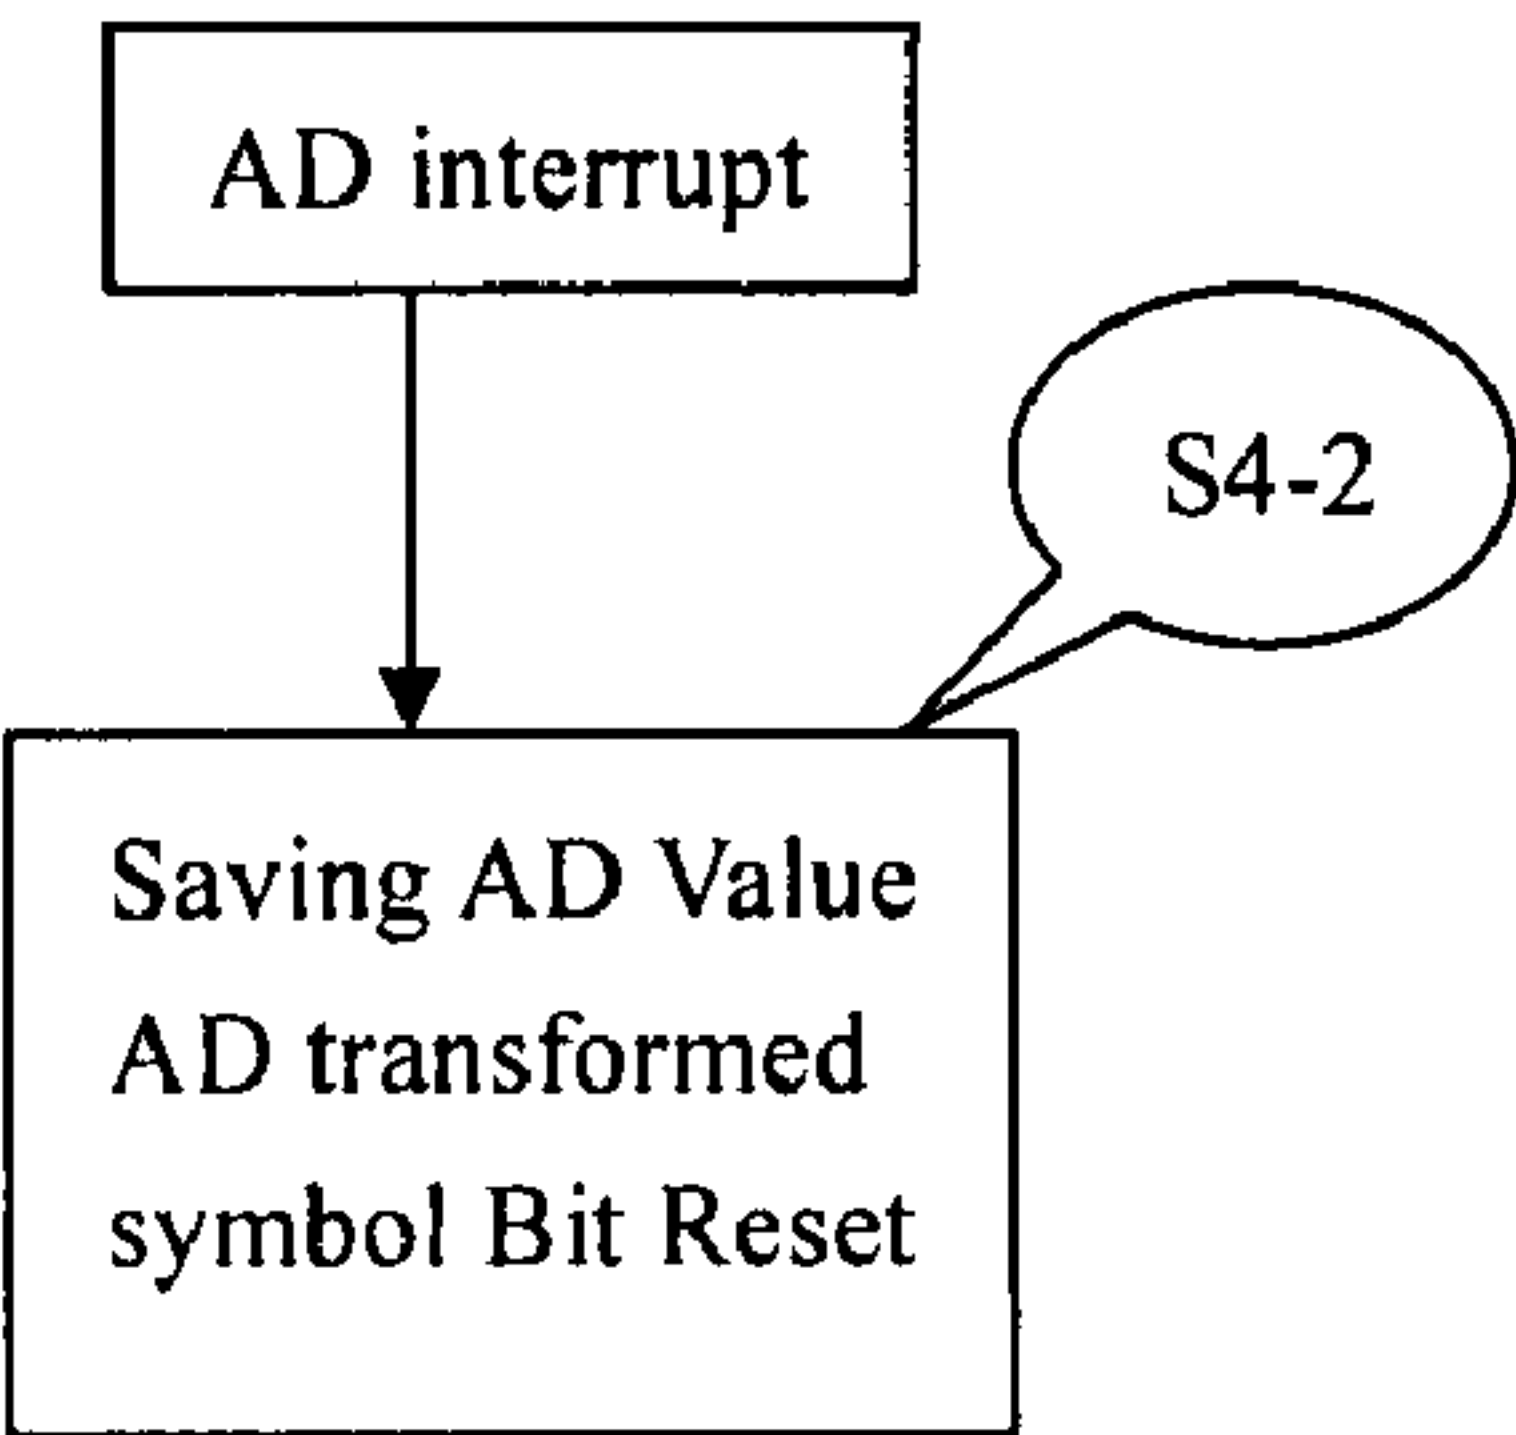 AD interrupt
S4-2
Saving AD Value
AD transformed
symbol Bit Reset